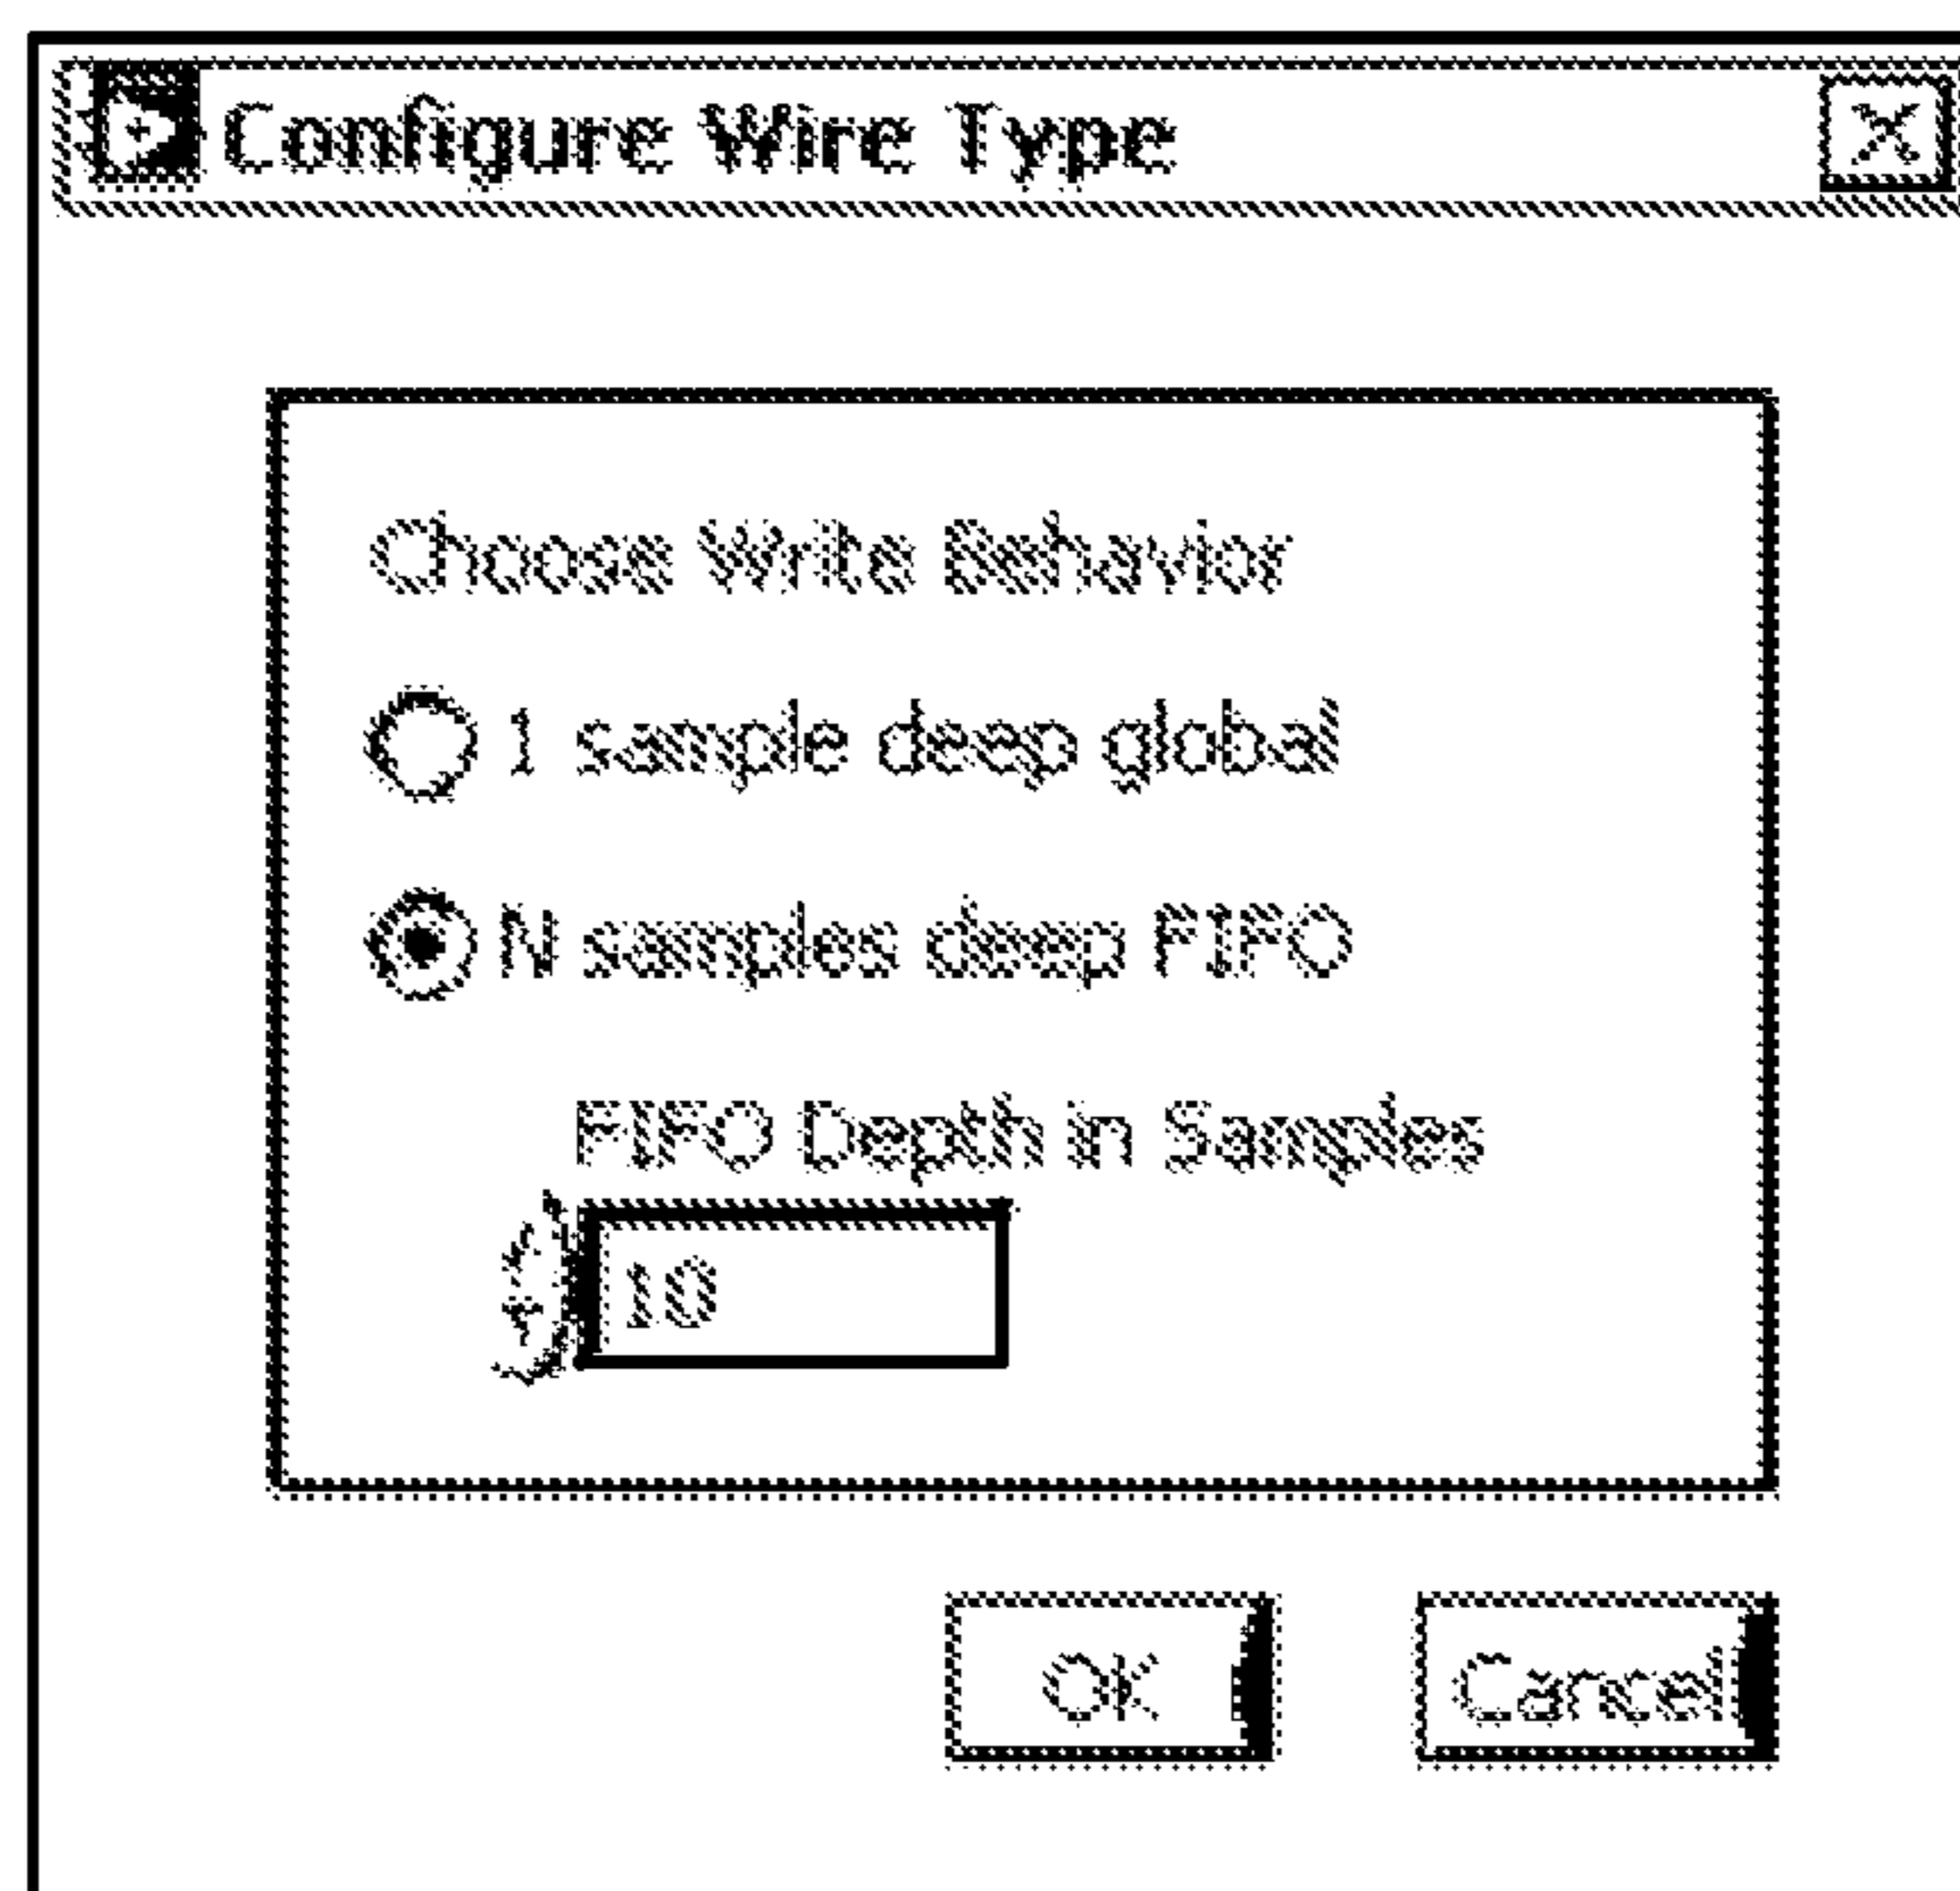 Configure Wire Type
Choose Write Behavior
1 sample deep global
N samples deep FIFO
FIFO Depth in Samples
10
OK Cancel